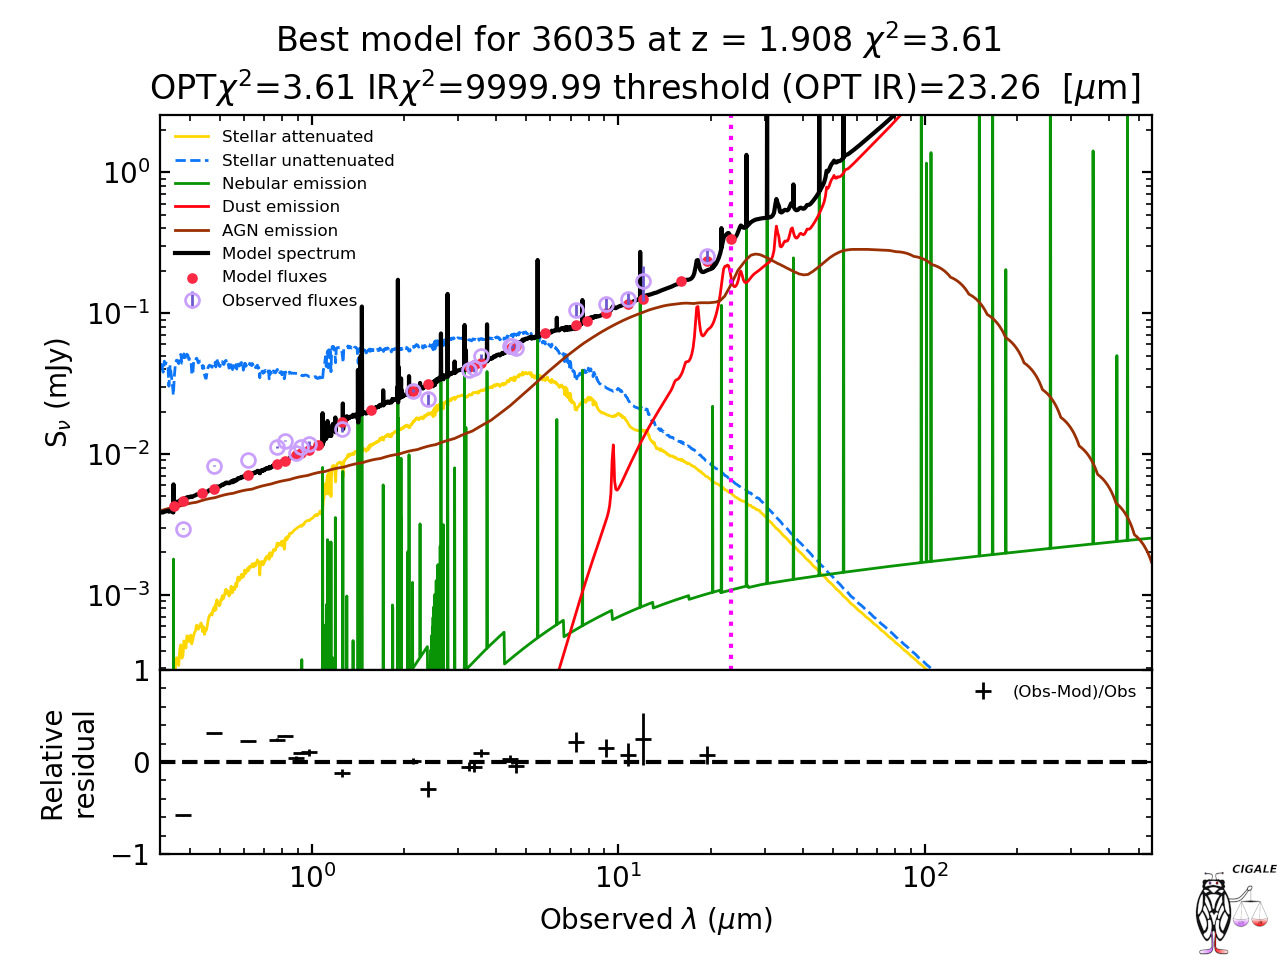 Best model for 36035 at z = 1.908 χ²=3.61
OPTχ²=3.61 IRχ²=9999.99 threshold (OPT IR)=23.26 [μm]
Stellar attenuated
Stellar unattenuated
Nebular emission
Dust emission
AGN emission
Model spectrum
Model fluxes
Observed fluxes
10⁰
10⁻¹
10⁻²
10⁻³
S_ν (mJy)
1
0
−1
Relative
residual
(Obs-Mod)/Obs
10⁰ 10¹ 10²
Observed λ (μm)
CIGALE